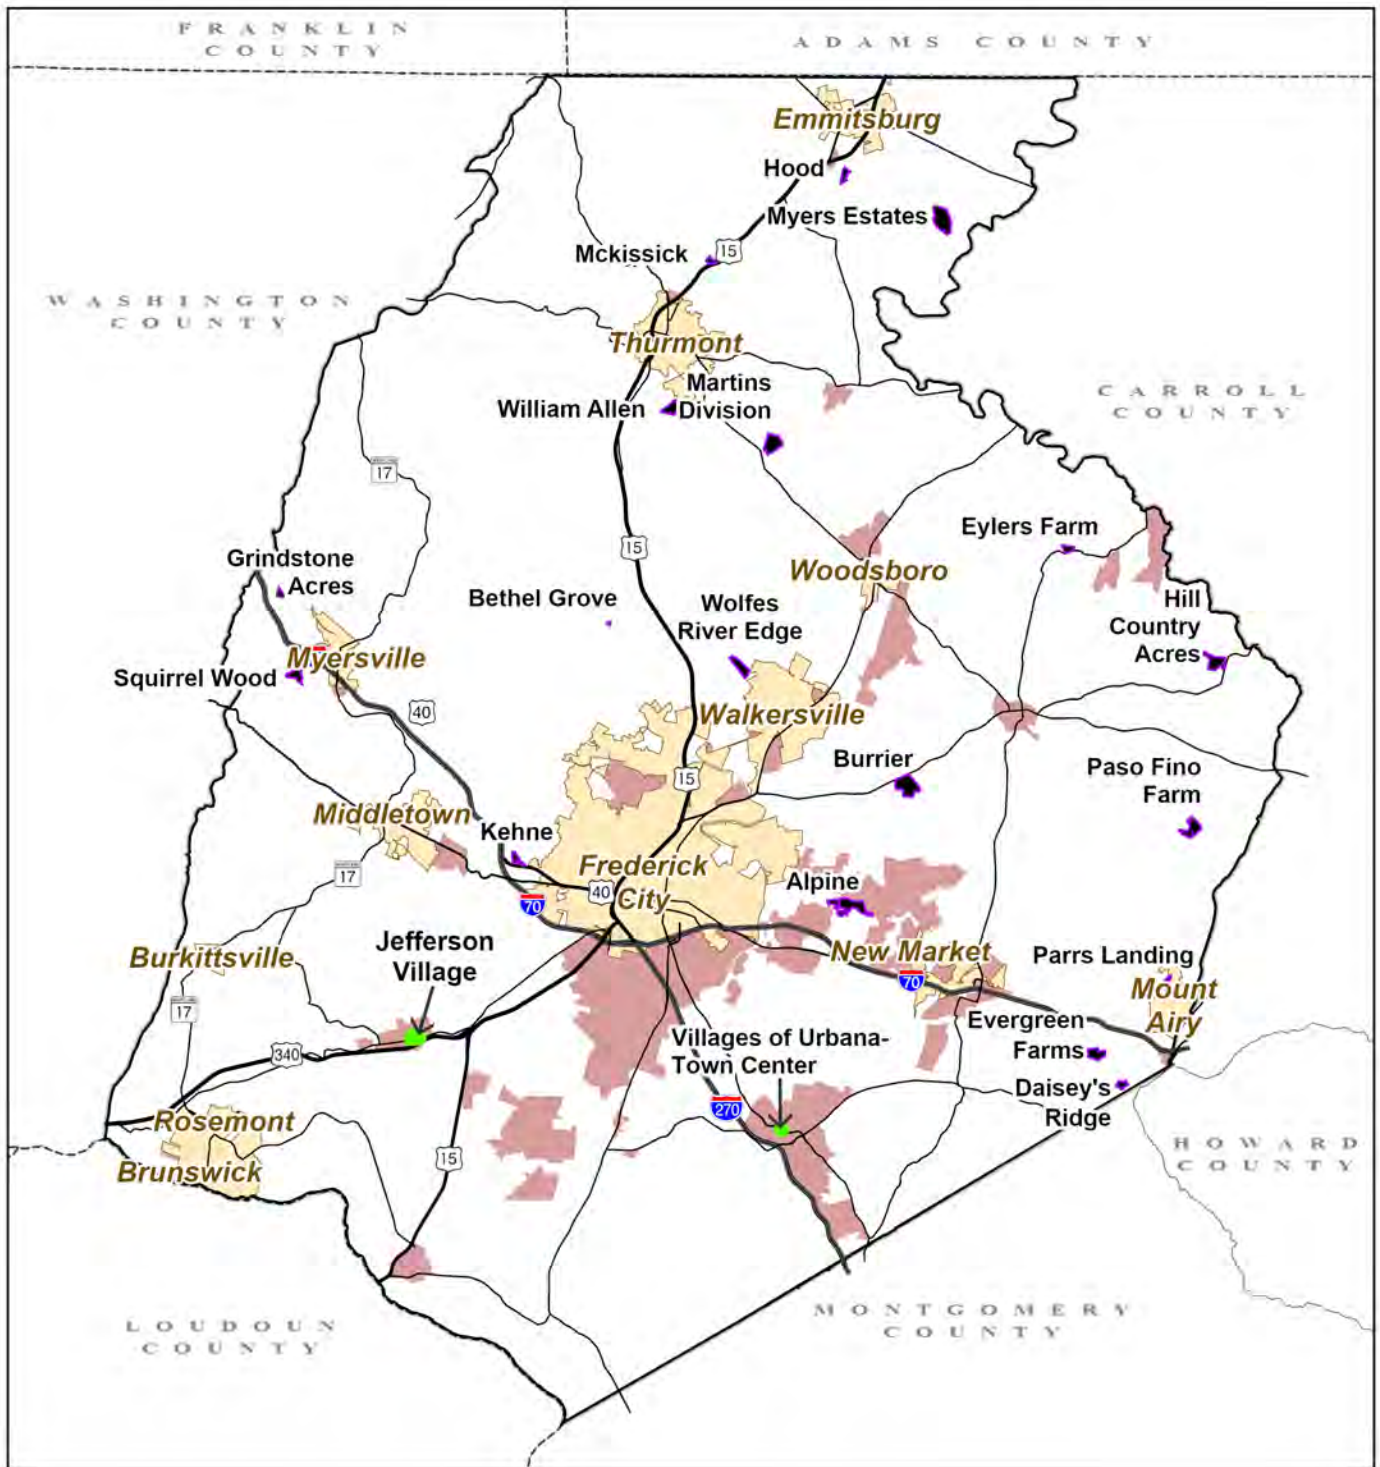 FRANKLIN
COUNTY
ADAMS COUNTY
Emmitsburg
Hood
Myers Estates
Mckissick
15
WASHINGTON
COUNTY
Thurmont
Martins
Division
William Allen
CARROLL
COUNTY
17
Eylers Farm
15
Grindstone
Acres
Woodsboro
Bethel Grove
Wolfes
River Edge
Hill
Country
Acres
Myersville
Squirrel Wood
40
Walkersville
Burrier
Paso Fino
Farm
15
Middletown
Kehne
Frederick
City
40
17
Alpine
70
Jefferson
Village
Burkittsville
New Market
70
Parrs Landing
Mount
Airy
17
Evergreen
Farms
340
Villages of Urbana-
Town Center
Daisey's
Ridge
270
Rosemont
Brunswick
15
HOWARD
COUNTY
MONTGOMERY
COUNTY
LOUDOUN
COUNTY